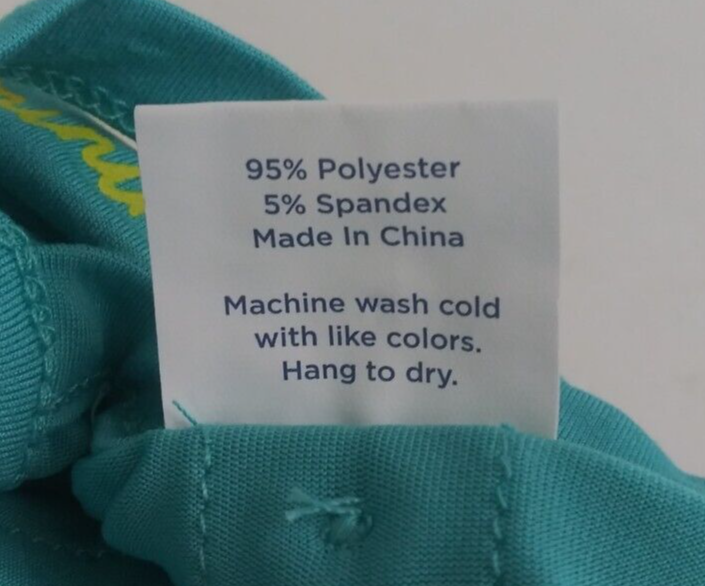 95% Polyester
5% Spandex
Made In China
Machine wash cold
with like colors.
Hang to dry.